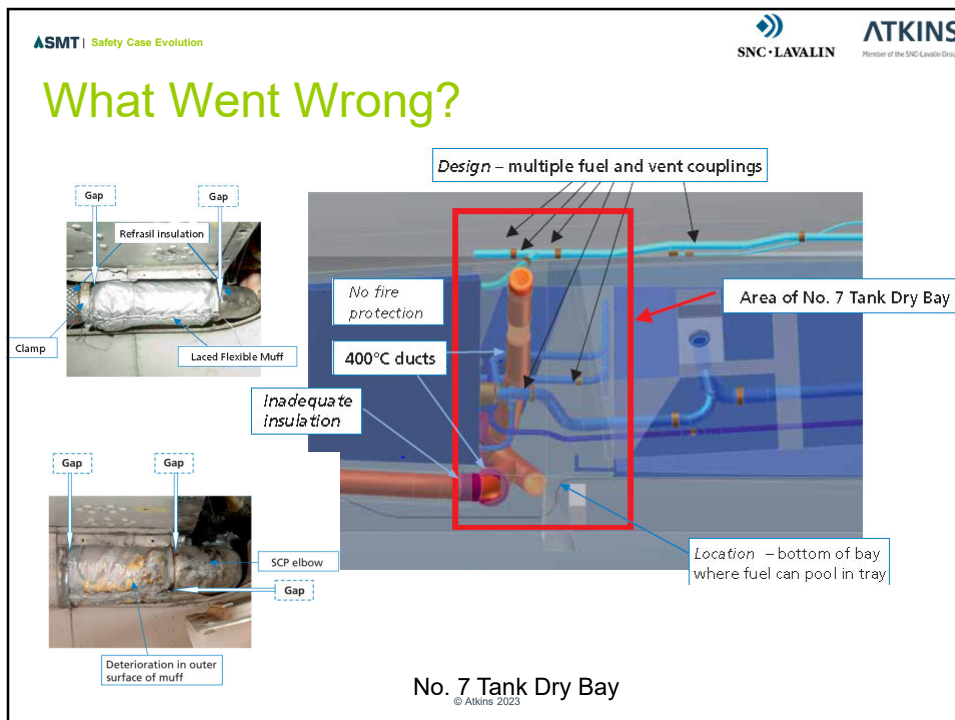 ASMT | Safety Case Evolution
SNC • LAVALIN
ATKINS
Member of the SNC-Lavalin Grou
What Went Wrong?
Design – multiple fuel and vent couplings
Gap
Gap
Refrasil insulation
Clamp
Laced Flexible Muff
No fire
protection
Area of No. 7 Tank Dry Bay
400°C ducts
Inadequate
insulation
Gap
Gap
SCP elbow
Gap
Deterioration in outer
surface of muff
Location – bottom of bay
where fuel can pool in tray
No. 7 Tank Dry Bay
© Atkins 2023